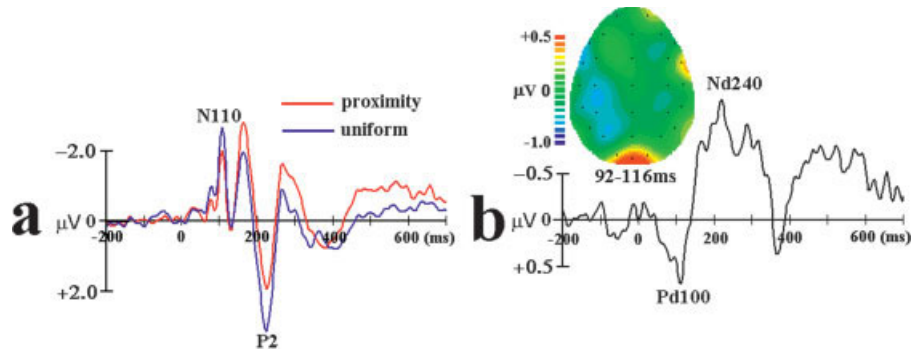 N110
proximity
uniform
−2.0
a
μV 0
-200 0 200 400 600 (ms)
+2.0
P2
+0.5
μV 0
-1.0
92-116ms
Nd240
−0.5
b
μV 0
-200 0 200 400 600 (ms)
+0.5
Pd100